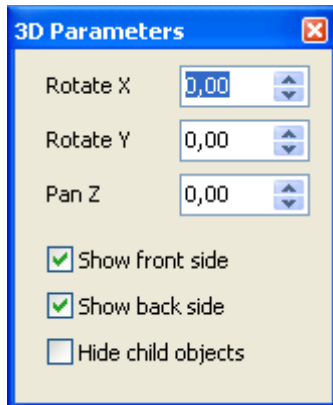 3D Parameters
Rotate X 0,00
Rotate Y 0,00
Pan Z 0,00
Show front side
Show back side
Hide child objects